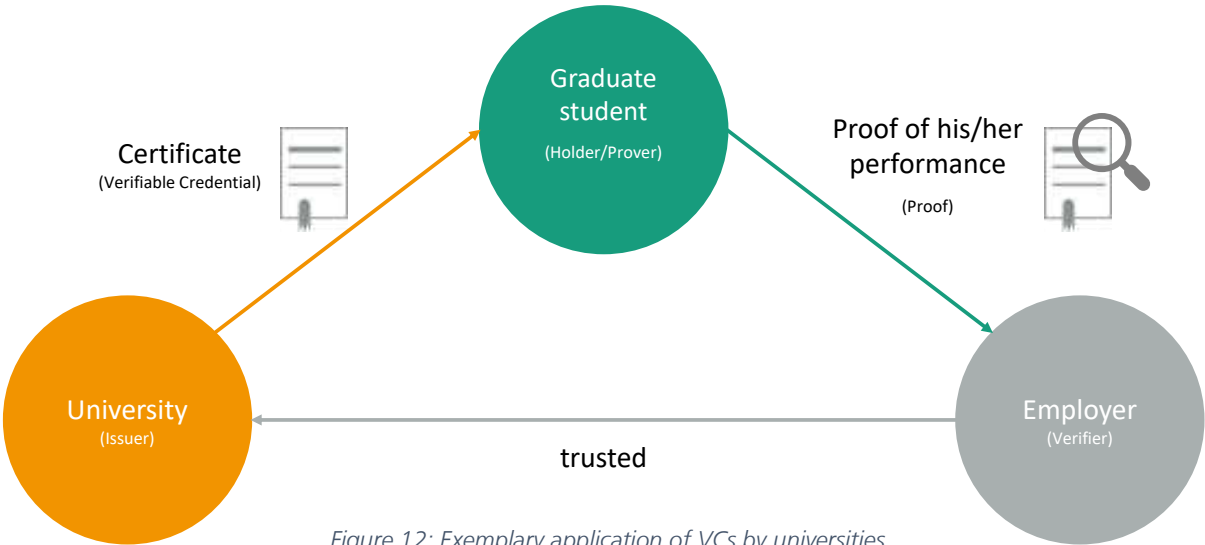 Graduate
student
(Holder/Prover)
Certificate
(Verifiable Credential)
Proof of his/her
performance
(Proof)
University
(Issuer)
Employer
(Verifier)
trusted
Figure 12: Exemplary application of VCs by universities